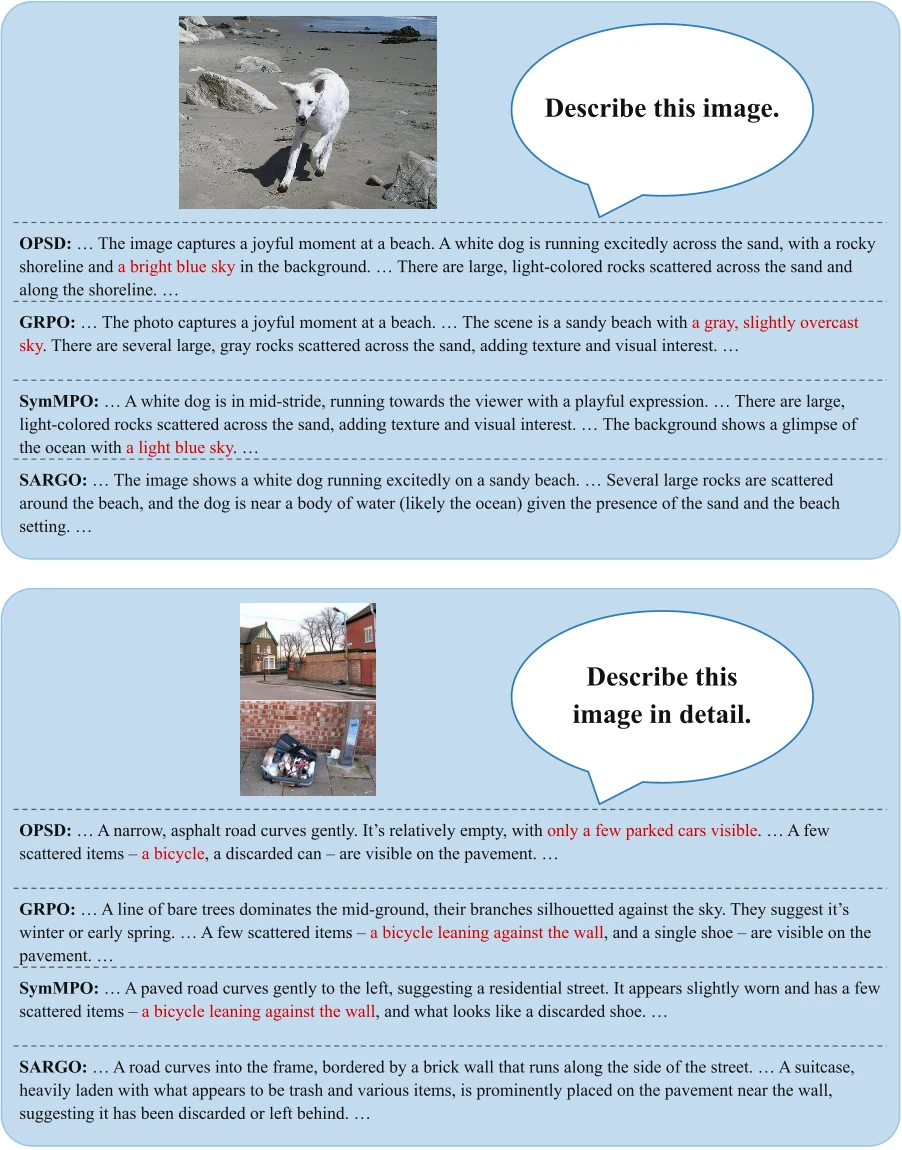 Describe this image.
OPSD: … The image captures a joyful moment at a beach. A white dog is running excitedly across the sand, with a rocky
shoreline and a bright blue sky in the background. … There are large, light-colored rocks scattered across the sand and
along the shoreline. …
GRPO: … The photo captures a joyful moment at a beach. … The scene is a sandy beach with a gray, slightly overcast
sky. There are several large, gray rocks scattered across the sand, adding texture and visual interest. …
SymMPO: … A white dog is in mid-stride, running towards the viewer with a playful expression. … There are large,
light-colored rocks scattered across the sand, adding texture and visual interest. … The background shows a glimpse of
the ocean with a light blue sky. …
SARGO: … The image shows a white dog running excitedly on a sandy beach. … Several large rocks are scattered
around the beach, and the dog is near a body of water (likely the ocean) given the presence of the sand and the beach
setting. …
Describe this
image in detail.
OPSD: … A narrow, asphalt road curves gently. It’s relatively empty, with only a few parked cars visible. … A few
scattered items – a bicycle, a discarded can – are visible on the pavement. …
GRPO: … A line of bare trees dominates the mid-ground, their branches silhouetted against the sky. They suggest it’s
winter or early spring. … A few scattered items – a bicycle leaning against the wall, and a single shoe – are visible on the
pavement. …
SymMPO: … A paved road curves gently to the left, suggesting a residential street. It appears slightly worn and has a few
scattered items – a bicycle leaning against the wall, and what looks like a discarded shoe. …
SARGO: … A road curves into the frame, bordered by a brick wall that runs along the side of the street. … A suitcase,
heavily laden with what appears to be trash and various items, is prominently placed on the pavement near the wall,
suggesting it has been discarded or left behind. …